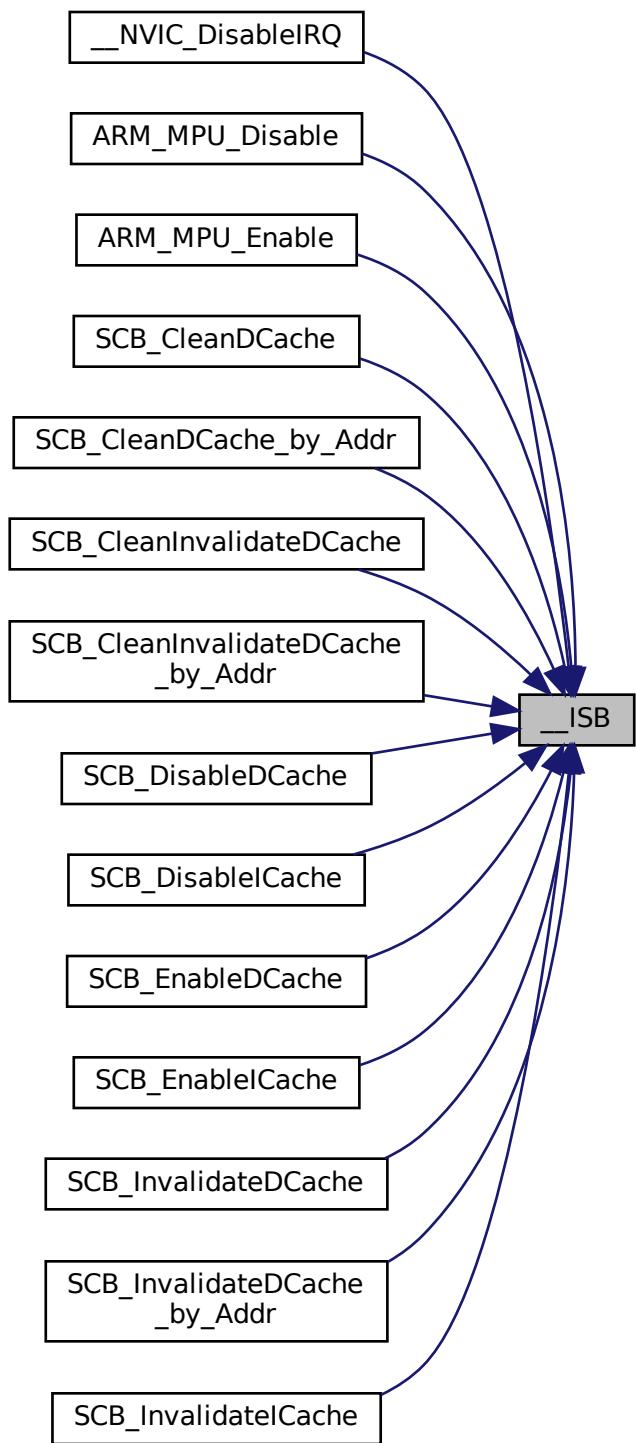 __NVIC_DisableIRQ
ARM_MPU_Disable
ARM_MPU_Enable
SCB_CleanDCache
SCB_CleanDCache_by_Addr
SCB_CleanInvalidateDCache
SCB_CleanInvalidateDCache
_by_Addr
__ISB
SCB_DisableDCache
SCB_DisableICache
SCB_EnableDCache
SCB_EnableICache
SCB_InvalidateDCache
SCB_InvalidateDCache
_by_Addr
SCB_InvalidateICache